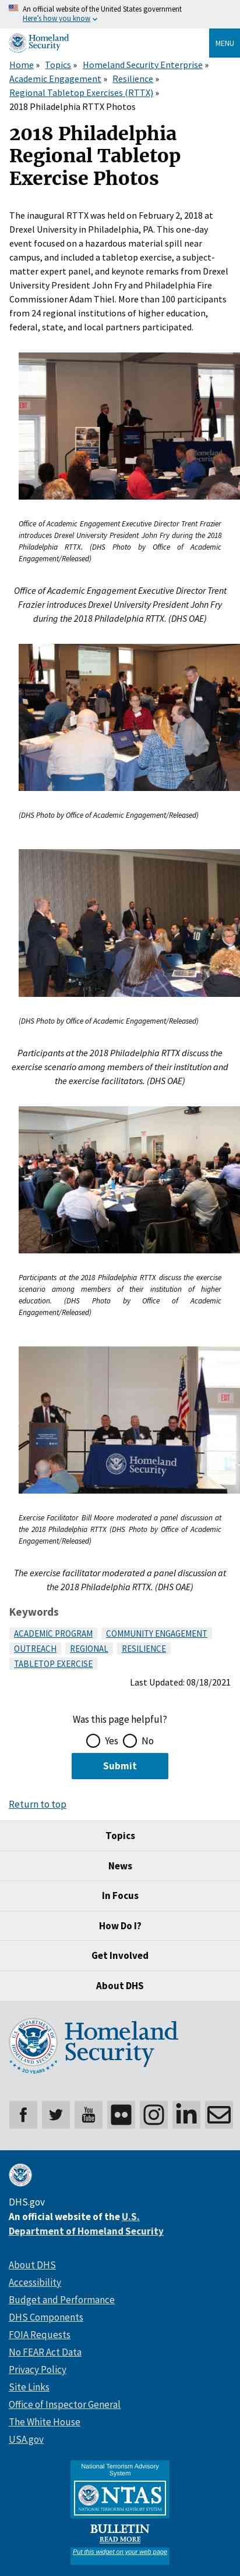 An official website of the United States government
Here's how you know
Homeland
Security
MENU
Home » Topics » Homeland Security Enterprise »
Academic Engagement » Resilience »
Regional Tabletop Exercises (RTTX) »
2018 Philadelphia RTTX Photos
2018 Philadelphia
Regional Tabletop
Exercise Photos
The inaugural RTTX was held on February 2, 2018 at
Drexel University in Philadelphia, PA. This one-day
event focused on a hazardous material spill near
campus, and included a tabletop exercise, a subject-
matter expert panel, and keynote remarks from Drexel
University President John Fry and Philadelphia Fire
Commissioner Adam Thiel. More than 100 participants
from 24 regional institutions of higher education,
federal, state, and local partners participated.
Homeland
Security
Office of Academic Engagement Executive Director Trent Frazier
introduces Drexel University President John Fry during the 2018
Philadelphia RTTX. (DHS Photo by Office of Academic
Engagement/Released)
Office of Academic Engagement Executive Director Trent
Frazier introduces Drexel University President John Fry
during the 2018 Philadelphia RTTX. (DHS OAE)
(DHS Photo by Office of Academic Engagement/Released)
(DHS Photo by Office of Academic Engagement/Released)
Participants at the 2018 Philadelphia RTTX discuss the
exercise scenario among members of their institution and
the exercise facilitators. (DHS OAE)
Participants at the 2018 Philadelphia RTTX discuss the exercise
scenario among members of their institution of higher
education. (DHS Photo by Office of Academic
Engagement/Released)
EXIT
Homeland
Security
Exercise Facilitator Bill Moore moderated a panel discussion at
the 2018 Philadelphia RTTX (DHS Photo by Office of Academic
Engagement/Released)
The exercise facilitator moderated a panel discussion at
the 2018 Philadelphia RTTX. (DHS OAE)
Keywords
ACADEMIC PROGRAM COMMUNITY ENGAGEMENT
OUTREACH REGIONAL RESILIENCE
TABLETOP EXERCISE
Last Updated: 08/18/2021
Was this page helpful?
Yes No
Submit
Return to top
Topics
News
In Focus
How Do I?
Get Involved
About DHS
Homeland
Security
20 YEARS
You
Tube
DHS.gov
An official website of the U.S.
Department of Homeland Security
About DHS
Accessibility
Budget and Performance
DHS Components
FOIA Requests
No FEAR Act Data
Privacy Policy
Site Links
Office of Inspector General
The White House
USA.gov
National Terrorism Advisory
System
NTAS
NATIONAL TERRORISM ADVISORY SYSTEM
BULLETIN
READ MORE
Put this widget on your web page